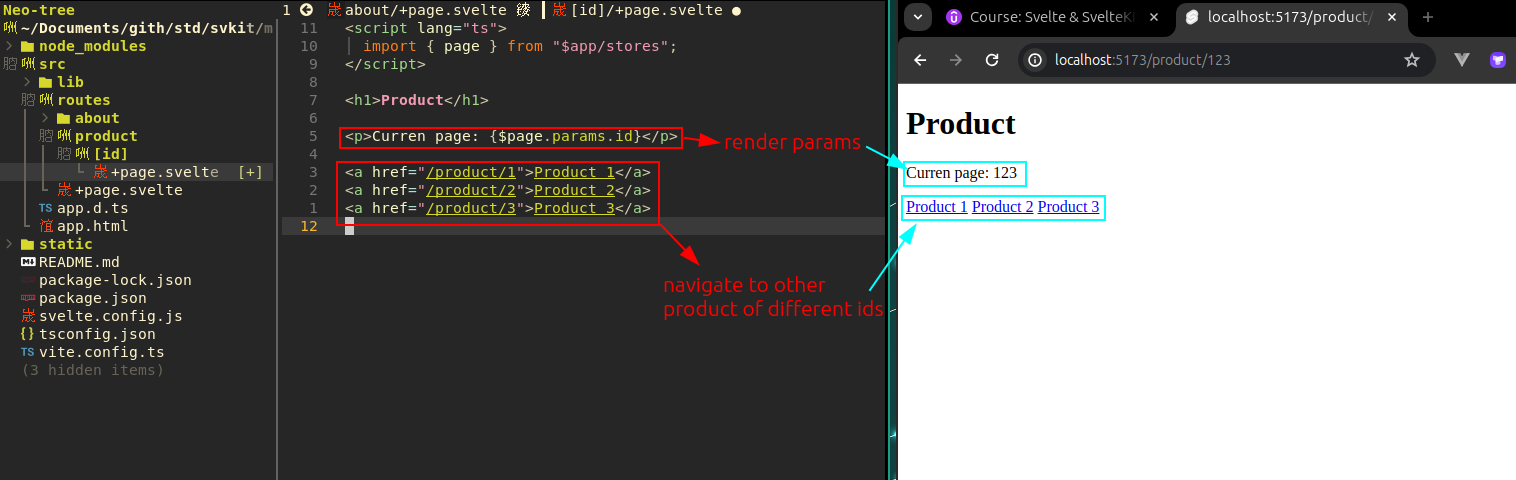 Neo-tree
~/Documents/gith/std/svkit/m
node_modules
src
lib
routes
about
product
[id]
+page.svelte [+]
+page.svelte
TS app.d.ts
app.html
static
README.md
package-lock.json
package.json
svelte.config.js
{} tsconfig.json
TS vite.config.ts
(3 hidden items)
1 about/+page.svelte [id]/+page.svelte ●
11 <script lang="ts">
10 import { page } from "$app/stores";
9 </script>
8
7 <h1>Product</h1>
6
5 <p>Curren page: {$page.params.id}</p>
4
3 <a href="/product/1">Product 1</a>
2 <a href="/product/2">Product 2</a>
1 <a href="/product/3">Product 3</a>
12
render params
navigate to other
product of different ids
Course: Svelte & SvelteKi
localhost:5173/product/
localhost:5173/product/123
Product
Curren page: 123
Product 1 Product 2 Product 3